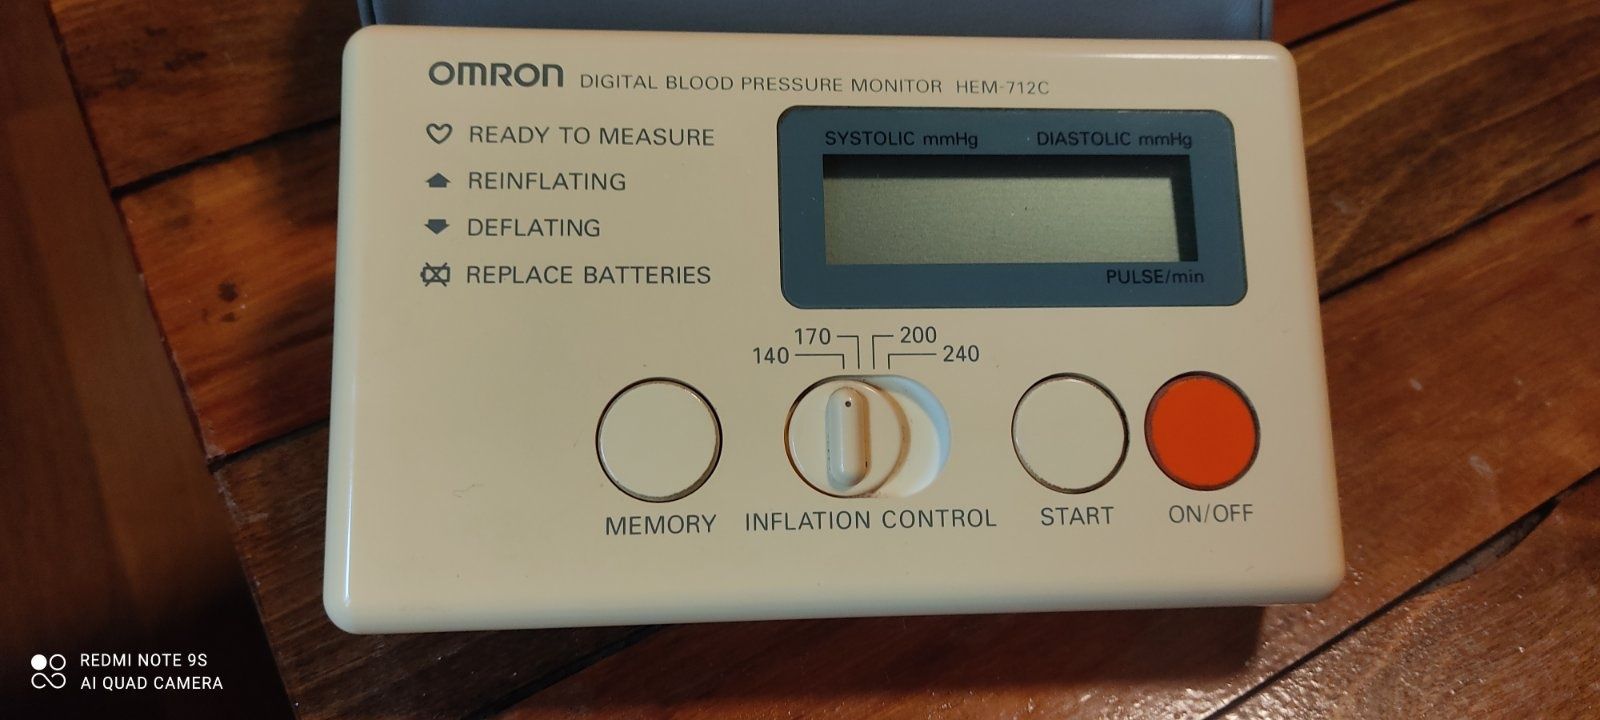 OMRON DIGITAL BLOOD PRESSURE MONITOR HEM-712C
READY TO MEASURE
REINFLATING
DEFLATING
REPLACE BATTERIES
SYSTOLIC mmHg DIASTOLIC mmHg
PULSE/min
170 200
140 240
MEMORY INFLATION CONTROL START ON/OFF
REDMI NOTE 9S
AI QUAD CAMERA